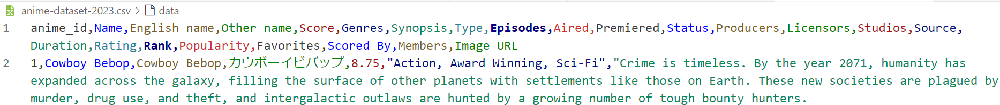 anime-dataset-2023.csv > data
1 anime_id,Name,English name,Other name,Score,Genres,Synopsis,Type,Episodes,Aired,Premiered,Status,Producers,Licensors,Studios,Source,
Duration,Rating,Rank,Popularity,Favorites,Scored By,Members,Image URL
2 1,Cowboy Bebop,Cowboy Bebop,カウボーイビバップ,8.75,"Action, Award Winning, Sci-Fi","Crime is timeless. By the year 2071, humanity has
expanded across the galaxy, filling the surface of other planets with settlements like those on Earth. These new societies are plagued by
murder, drug use, and theft, and intergalactic outlaws are hunted by a growing number of tough bounty hunters.